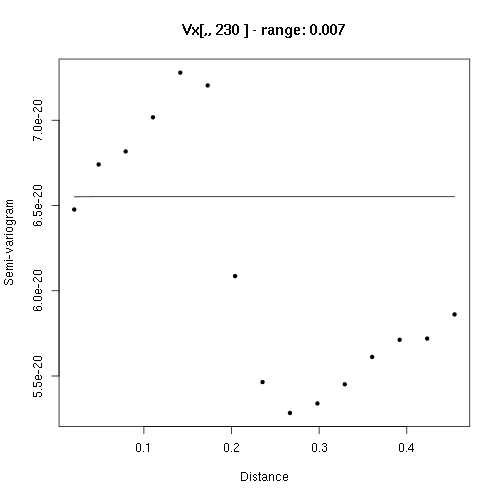 Vx[,, 230 ] - range: 0.007
Semi-variogram
7.0e-20
6.5e-20
6.0e-20
5.5e-20
0.1 0.2 0.3 0.4
Distance